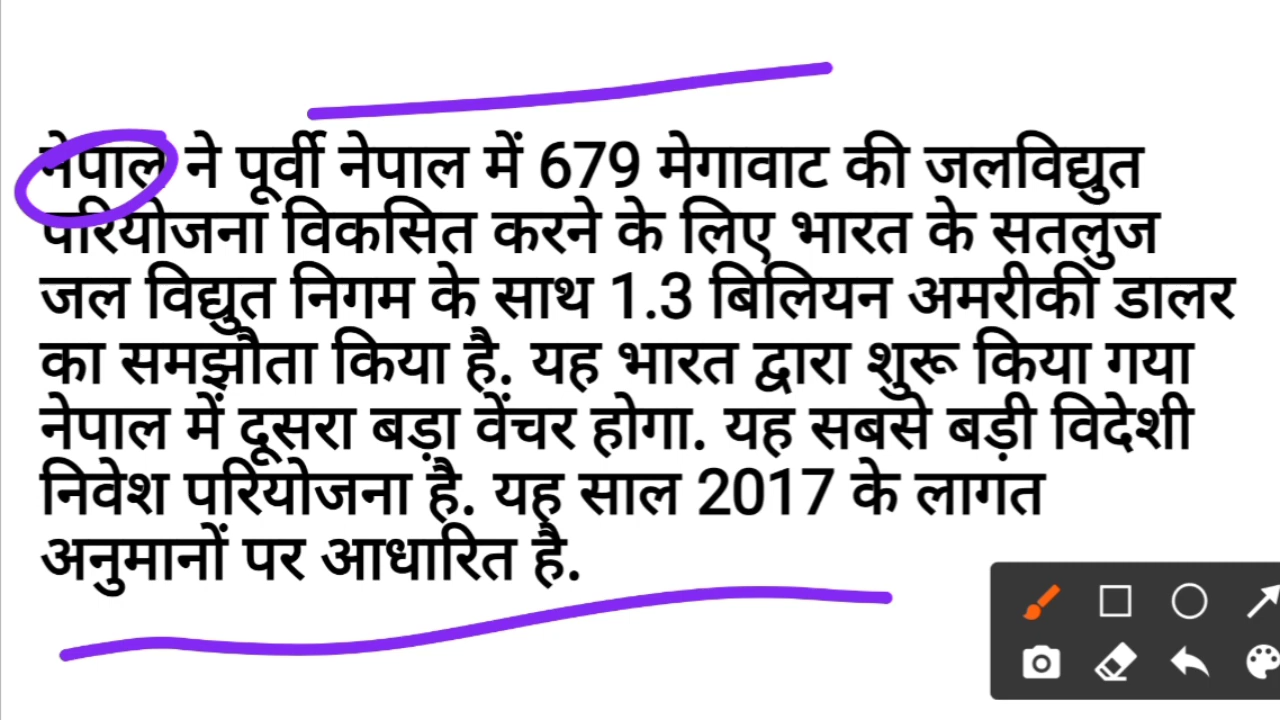 नेपाल ने पूर्वी नेपाल में 679 मेगावाट की जलविद्युत
परियोजना विकसित करने के लिए भारत के सतलुज
जल विद्युत निगम के साथ 1.3 बिलियन अमरीकी डालर
का समझौता किया है. यह भारत द्वारा शुरू किया गया
नेपाल में दूसरा बड़ा वेंचर होगा. यह सबसे बड़ी विदेशी
निवेश परियोजना है. यह साल 2017 के लागत
अनुमानों पर आधारित है.